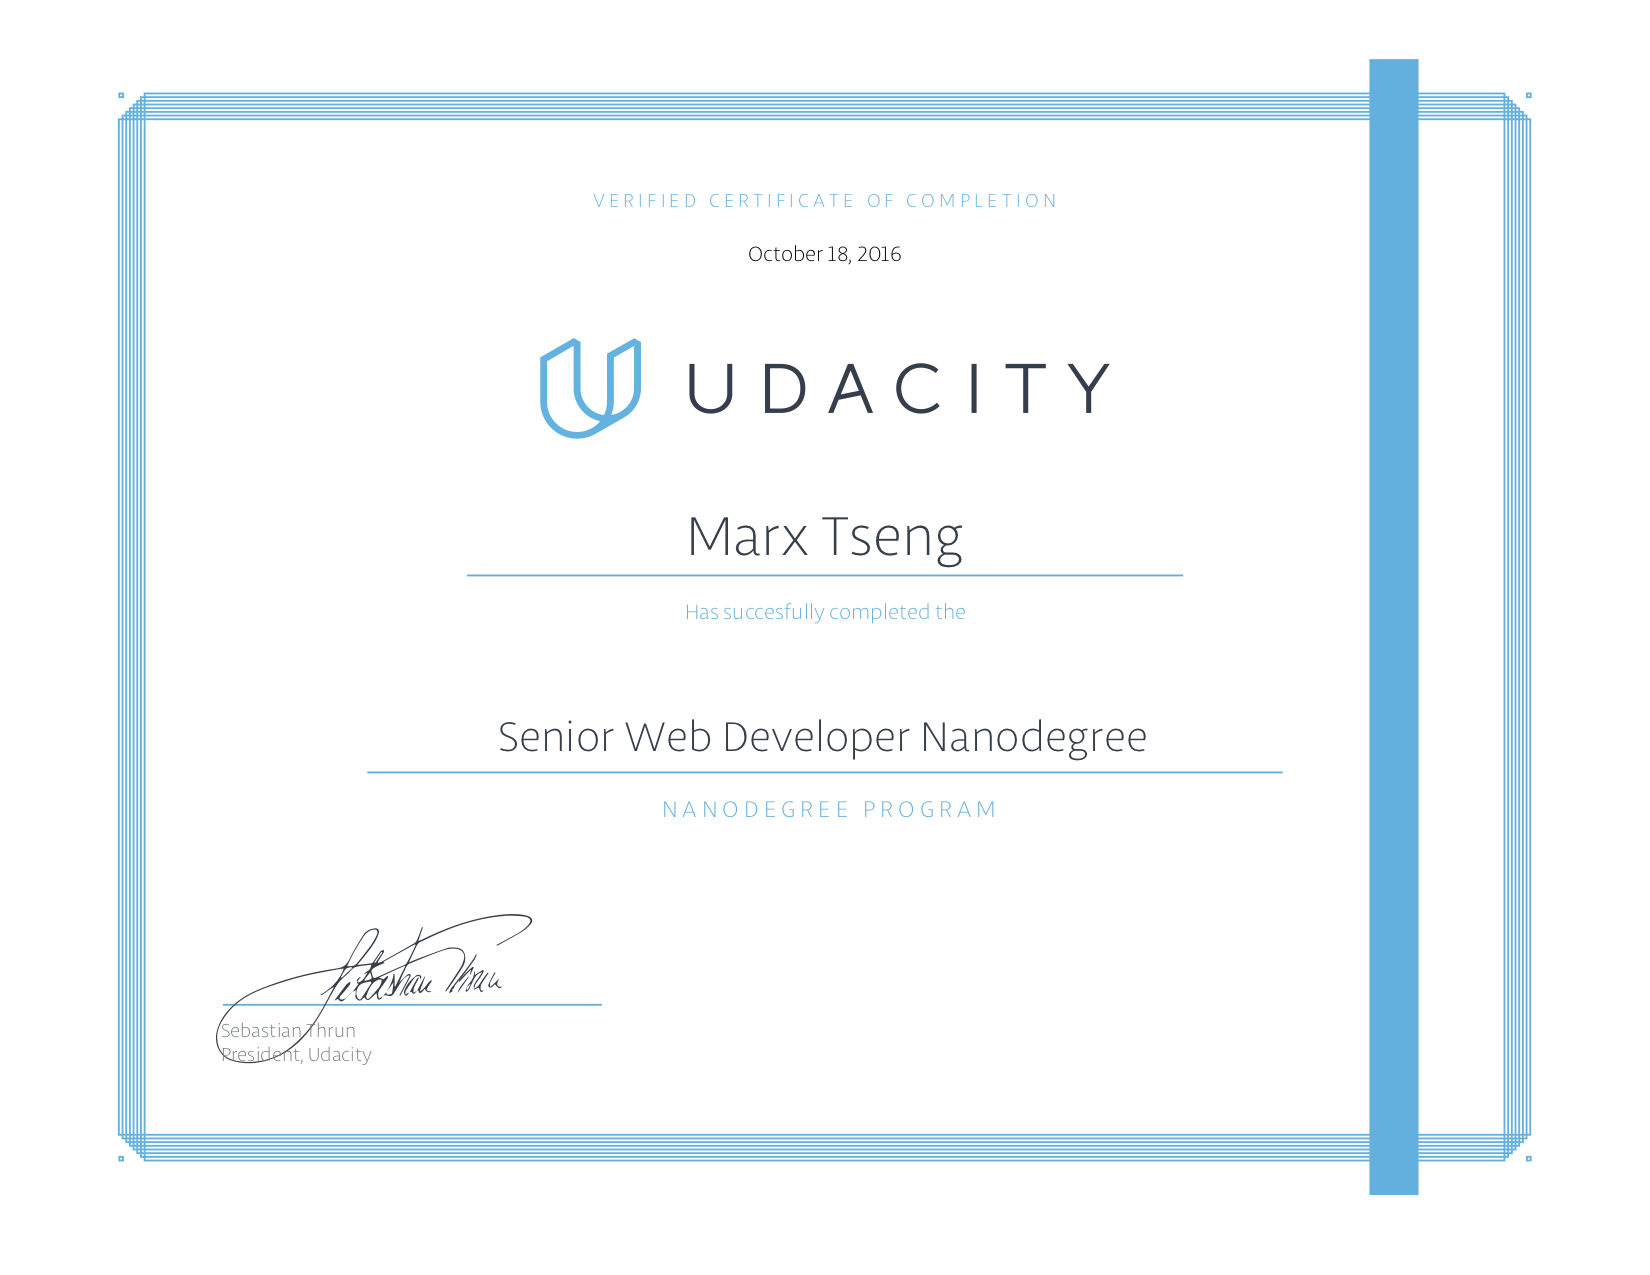 VERIFIED CERTIFICATE OF COMPLETION
October 18, 2016
UDACITY
Marx Tseng
Has succesfully completed the
Senior Web Developer Nanodegree
NANODEGREE PROGRAM
Sebastian Thrun
Sebastian Thrun
President, Udacity